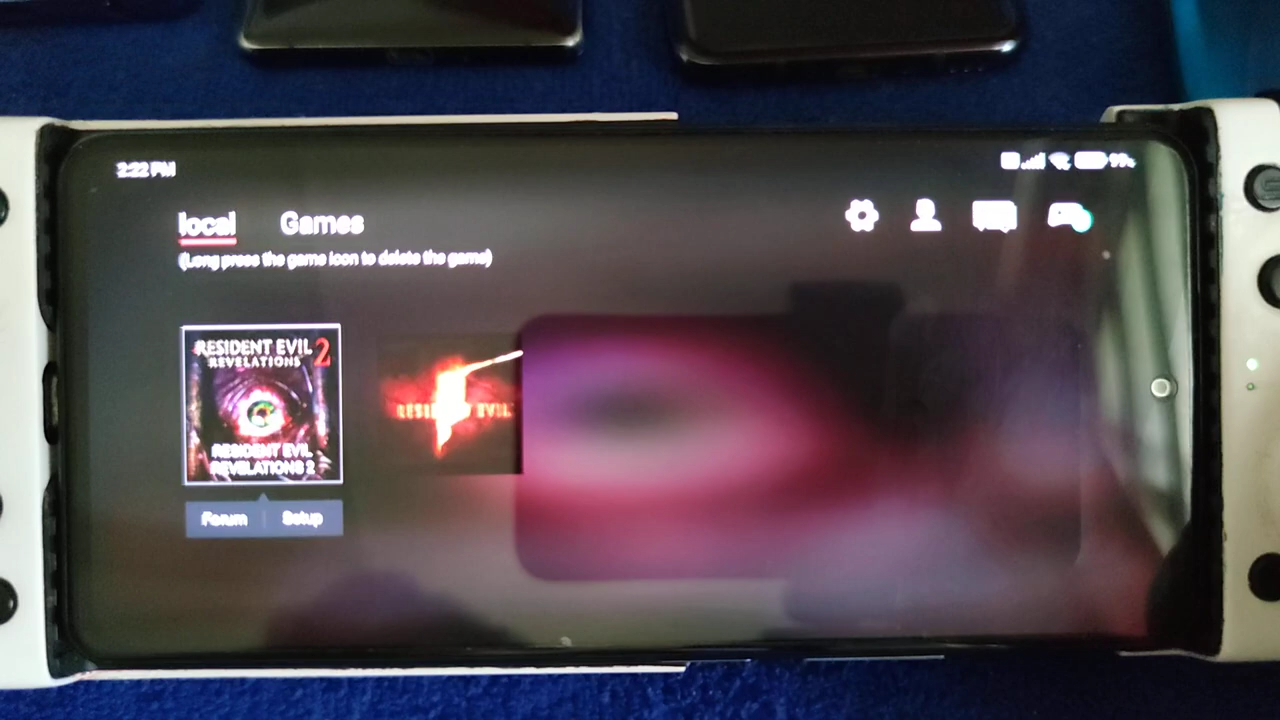 2:22 PM
99%
local Games
(Long press the game icon to delete the game)
RESIDENT EVIL 2
REVELATIONS
RESIDENT EVIL
REVELATIONS 2
RESIDENT EVIL
Forum Setup